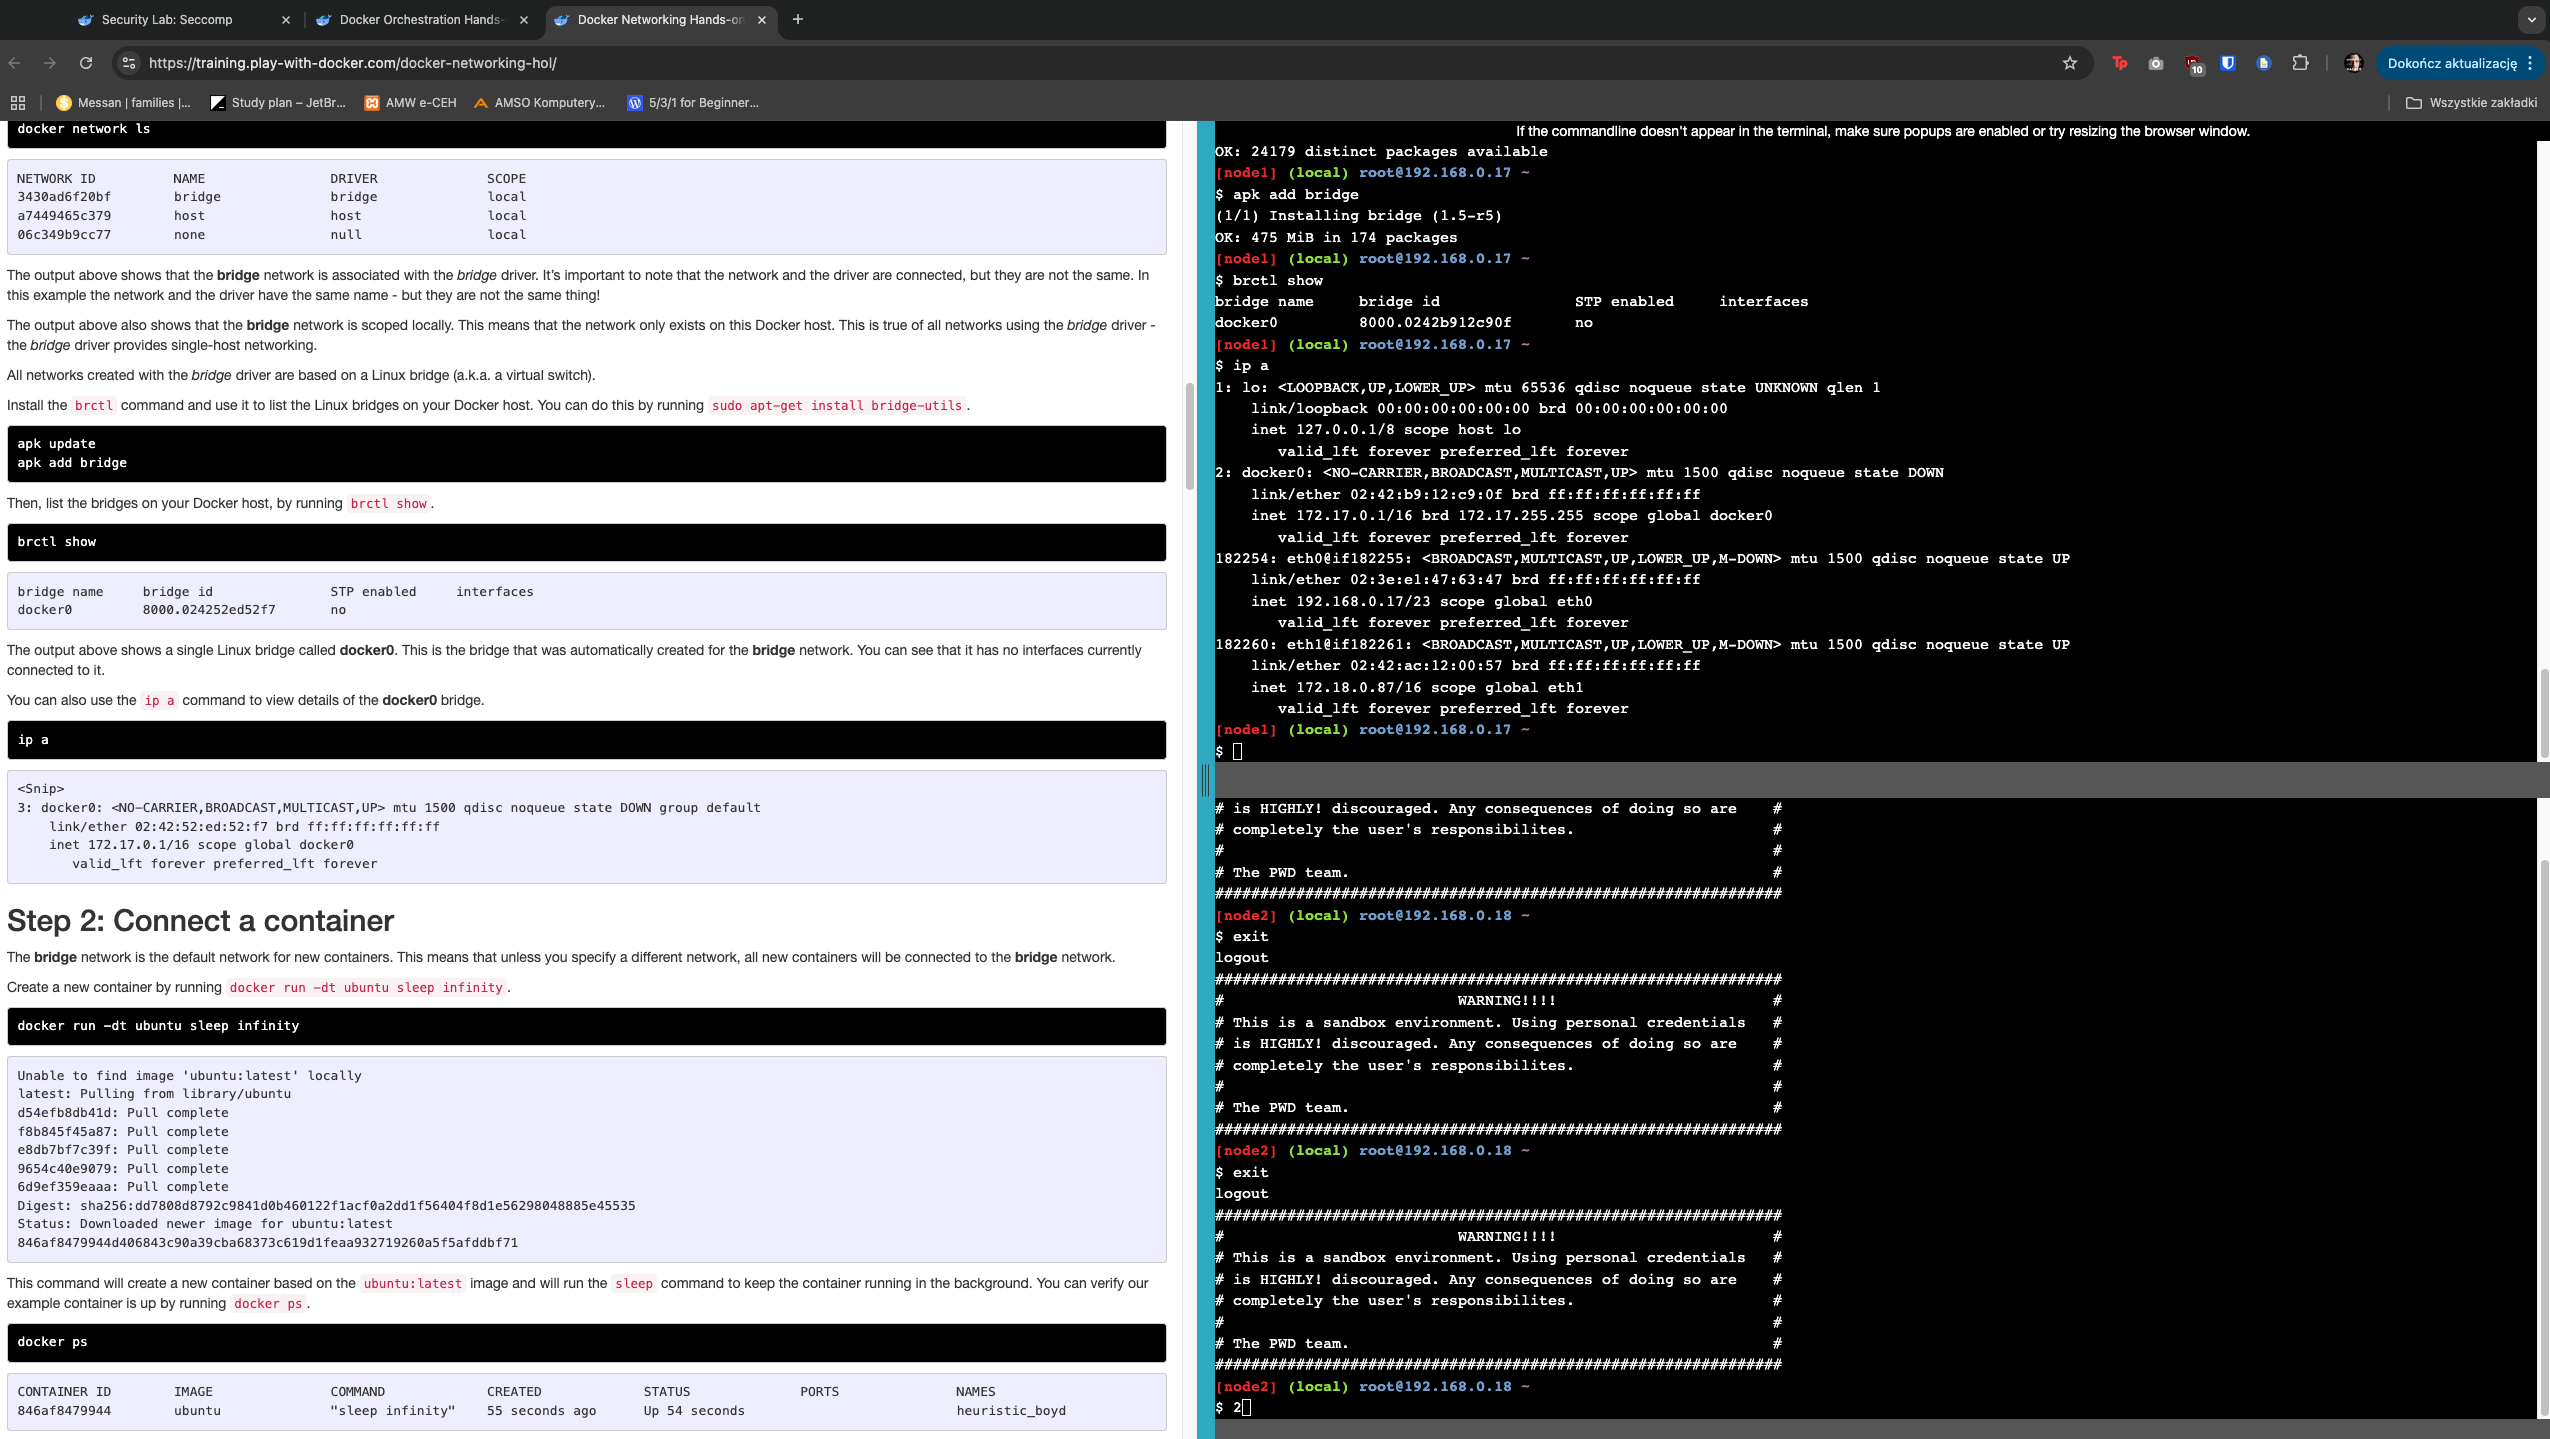 Security Lab: Seccomp
Docker Orchestration Hands-
Docker Networking Hands-on
https://training.play-with-docker.com/docker-networking-hol/
10
Dokończ aktualizację
Messan | families |...
Study plan – JetBr...
AMW e-CEH
AMSO Komputery...
5/3/1 for Beginner...
Wszystkie zakładki
docker network ls
NETWORK ID NAME DRIVER SCOPE
3430ad6f20bf bridge bridge local
a7449465c379 host host local
06c349b9cc77 none null local
The output above shows that the bridge network is associated with the bridge driver. It’s important to note that the network and the driver are connected, but they are not the same. In
this example the network and the driver have the same name - but they are not the same thing!
The output above also shows that the bridge network is scoped locally. This means that the network only exists on this Docker host. This is true of all networks using the bridge driver -
the bridge driver provides single-host networking.
All networks created with the bridge driver are based on a Linux bridge (a.k.a. a virtual switch).
Install the brctl command and use it to list the Linux bridges on your Docker host. You can do this by running sudo apt-get install bridge-utils.
apk update
apk add bridge
Then, list the bridges on your Docker host, by running brctl show.
brctl show
bridge name bridge id STP enabled interfaces
docker0 8000.024252ed52f7 no
The output above shows a single Linux bridge called docker0. This is the bridge that was automatically created for the bridge network. You can see that it has no interfaces currently
connected to it.
You can also use the ip a command to view details of the docker0 bridge.
ip a
<Snip>
3: docker0: <NO-CARRIER,BROADCAST,MULTICAST,UP> mtu 1500 qdisc noqueue state DOWN group default
link/ether 02:42:52:ed:52:f7 brd ff:ff:ff:ff:ff:ff
inet 172.17.0.1/16 scope global docker0
valid_lft forever preferred_lft forever
Step 2: Connect a container
The bridge network is the default network for new containers. This means that unless you specify a different network, all new containers will be connected to the bridge network.
Create a new container by running docker run -dt ubuntu sleep infinity.
docker run -dt ubuntu sleep infinity
Unable to find image 'ubuntu:latest' locally
latest: Pulling from library/ubuntu
d54efb8db41d: Pull complete
f8b845f45a87: Pull complete
e8db7bf7c39f: Pull complete
9654c40e9079: Pull complete
6d9ef359eaaa: Pull complete
Digest: sha256:dd7808d8792c9841d0b460122f1acf0a2dd1f56404f8d1e56298048885e45535
Status: Downloaded newer image for ubuntu:latest
846af8479944d406843c90a39cba68373c619d1feaa932719260a5f5afddbf71
This command will create a new container based on the ubuntu:latest image and will run the sleep command to keep the container running in the background. You can verify our
example container is up by running docker ps.
docker ps
CONTAINER ID IMAGE COMMAND CREATED STATUS PORTS NAMES
846af8479944 ubuntu "sleep infinity" 55 seconds ago Up 54 seconds heuristic_boyd
If the commandline doesn't appear in the terminal, make sure popups are enabled or try resizing the browser window.
OK: 24179 distinct packages available
[node1] (local) root@192.168.0.17 ~
$ apk add bridge
(1/1) Installing bridge (1.5-r5)
OK: 475 MiB in 174 packages
[node1] (local) root@192.168.0.17 ~
$ brctl show
bridge name bridge id STP enabled interfaces
docker0 8000.0242b912c90f no
[node1] (local) root@192.168.0.17 ~
$ ip a
1: lo: <LOOPBACK,UP,LOWER_UP> mtu 65536 qdisc noqueue state UNKNOWN qlen 1
link/loopback 00:00:00:00:00:00 brd 00:00:00:00:00:00
inet 127.0.0.1/8 scope host lo
valid_lft forever preferred_lft forever
2: docker0: <NO-CARRIER,BROADCAST,MULTICAST,UP> mtu 1500 qdisc noqueue state DOWN
link/ether 02:42:b9:12:c9:0f brd ff:ff:ff:ff:ff:ff
inet 172.17.0.1/16 brd 172.17.255.255 scope global docker0
valid_lft forever preferred_lft forever
182254: eth0@if182255: <BROADCAST,MULTICAST,UP,LOWER_UP,M-DOWN> mtu 1500 qdisc noqueue state UP
link/ether 02:3e:e1:47:63:47 brd ff:ff:ff:ff:ff:ff
inet 192.168.0.17/23 scope global eth0
valid_lft forever preferred_lft forever
182260: eth1@if182261: <BROADCAST,MULTICAST,UP,LOWER_UP,M-DOWN> mtu 1500 qdisc noqueue state UP
link/ether 02:42:ac:12:00:57 brd ff:ff:ff:ff:ff:ff
inet 172.18.0.87/16 scope global eth1
valid_lft forever preferred_lft forever
[node1] (local) root@192.168.0.17 ~
$
# is HIGHLY! discouraged. Any consequences of doing so are #
# completely the user's responsibilites. #
# #
# The PWD team. #
###############################################################
[node2] (local) root@192.168.0.18 ~
$ exit
logout
###############################################################
# WARNING!!!! #
# This is a sandbox environment. Using personal credentials #
# is HIGHLY! discouraged. Any consequences of doing so are #
# completely the user's responsibilites. #
# #
# The PWD team. #
###############################################################
[node2] (local) root@192.168.0.18 ~
$ exit
logout
###############################################################
# WARNING!!!! #
# This is a sandbox environment. Using personal credentials #
# is HIGHLY! discouraged. Any consequences of doing so are #
# completely the user's responsibilites. #
# #
# The PWD team. #
###############################################################
[node2] (local) root@192.168.0.18 ~
$ 2